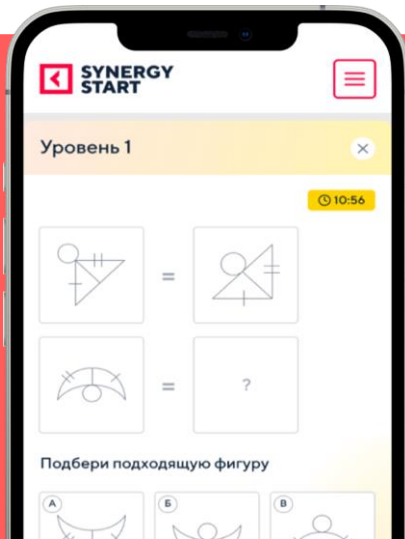 SYNERGY
START
Уровень 1
10:56
=
= ?
Подбери подходящую фигуру
А Б В